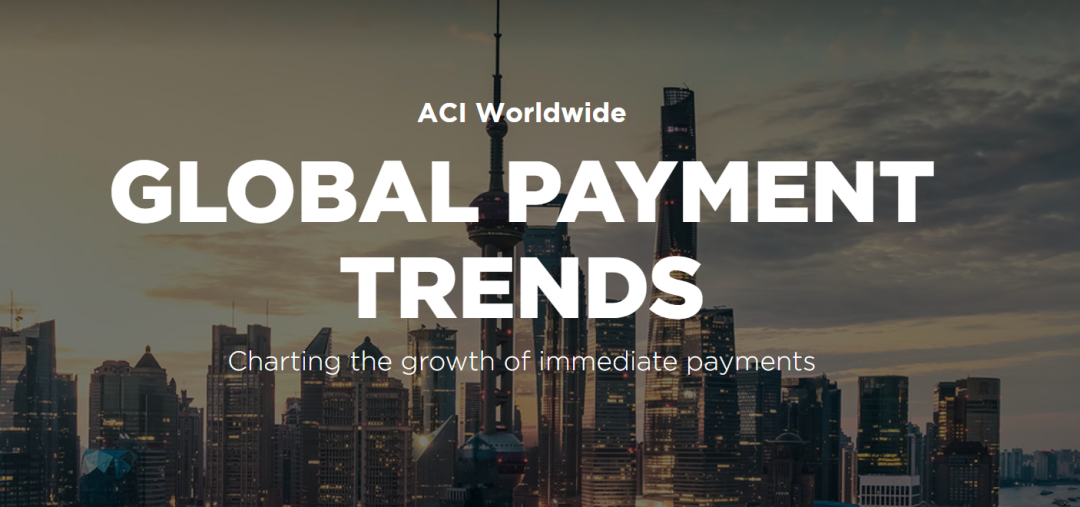 ACI Worldwide
GLOBAL PAYMENT
TRENDS
Charting the growth of immediate payments